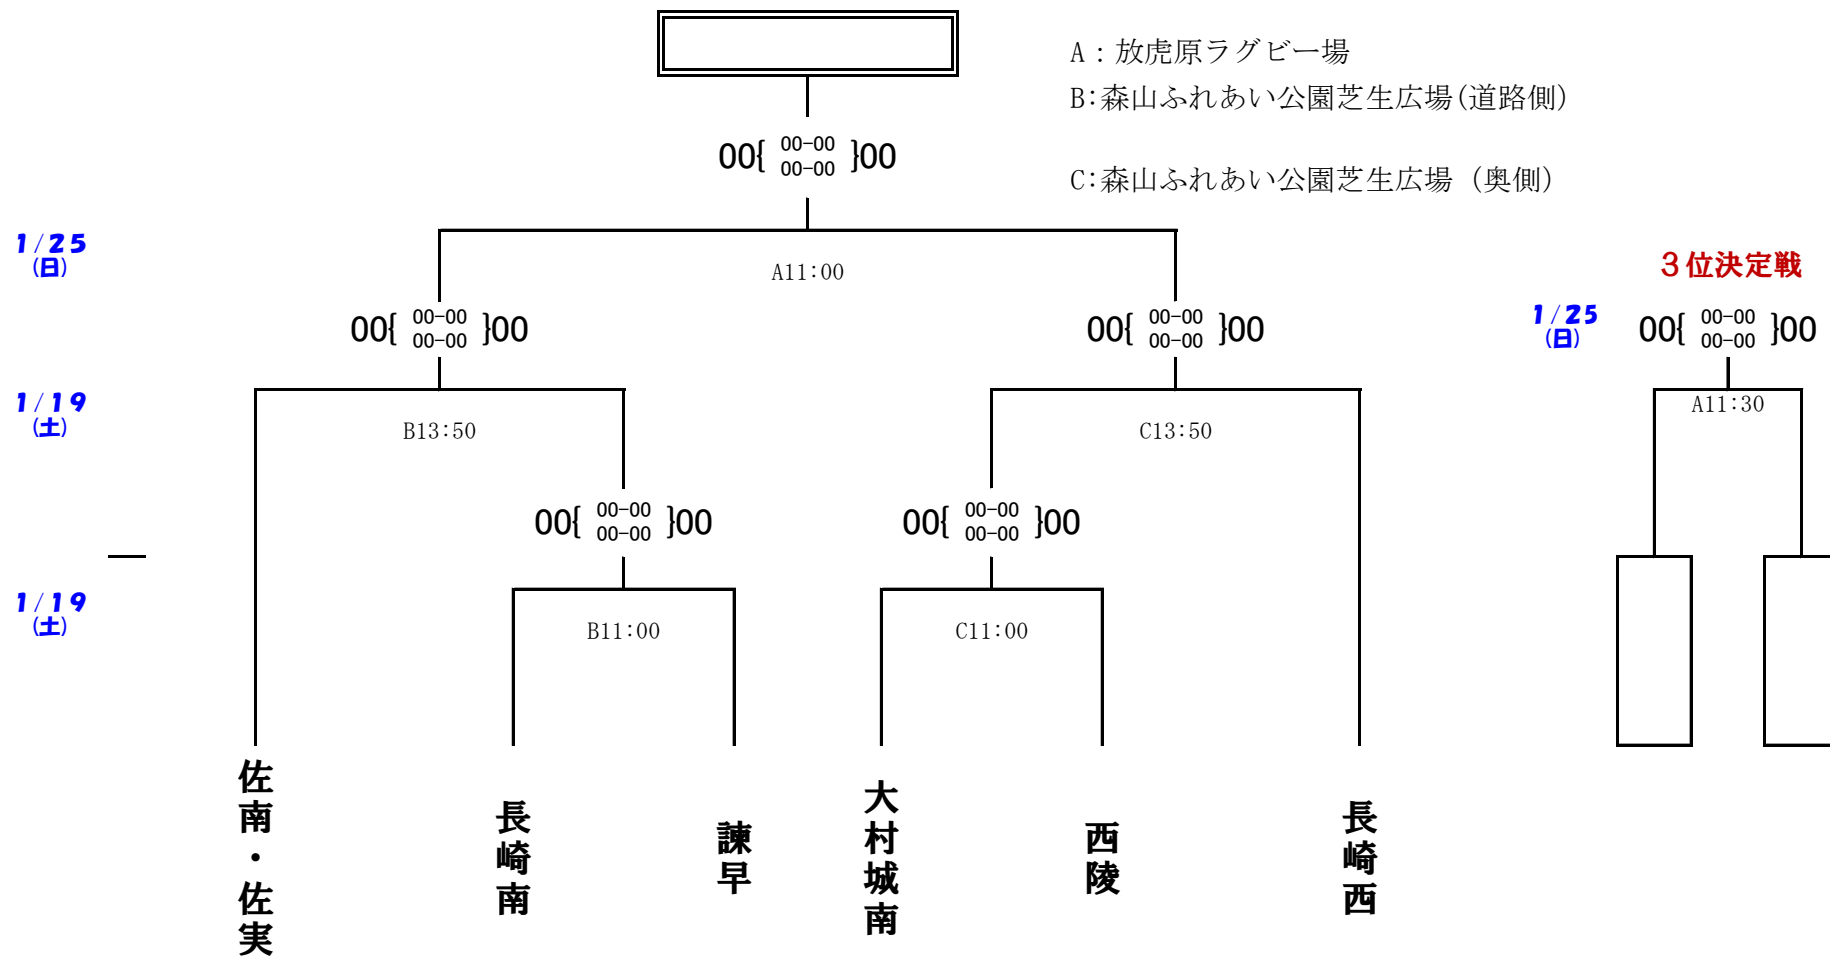 A：放虎原ラグビー場
B:森山ふれあい公園芝生広場(道路側)
C:森山ふれあい公園芝生広場（奥側）
00{ 00-00 }00
00-00
1/25
(日)
A11:00
3位決定戦
00{ 00-00 }00
00-00
00{ 00-00 }00
00-00
1/25
(日)
00{ 00-00 }00
00-00
1/19
(土)
B13:50
C13:50
A11:30
00{ 00-00 }00
00-00
00{ 00-00 }00
00-00
1/19
(土)
B11:00
C11:00
佐南・佐実
長崎南
諫早
大村城南
西陵
長崎西